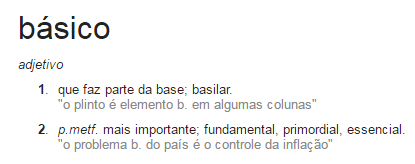 básico
adjetivo
1. que faz parte da base; basilar.
"o plinto é elemento b. em algumas colunas"
2. p.metf. mais importante; fundamental, primordial, essencial.
"o problema b. do país é o controle da inflação"